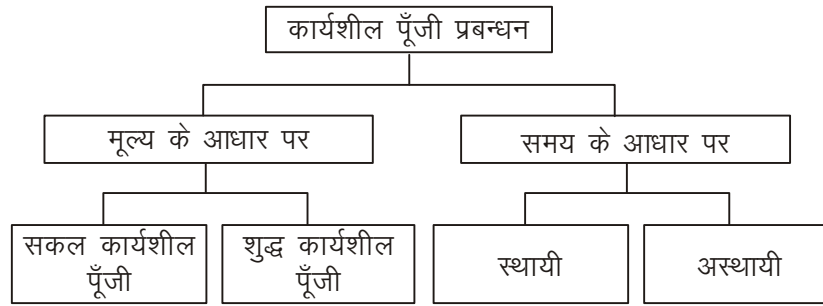 कार्यशील पूँजी प्रबन्धन
मूल्य के आधार पर
समय के आधार पर
सकल कार्यशील
पूँजी
शुद्ध कार्यशील
पूँजी
स्थायी
अस्थायी